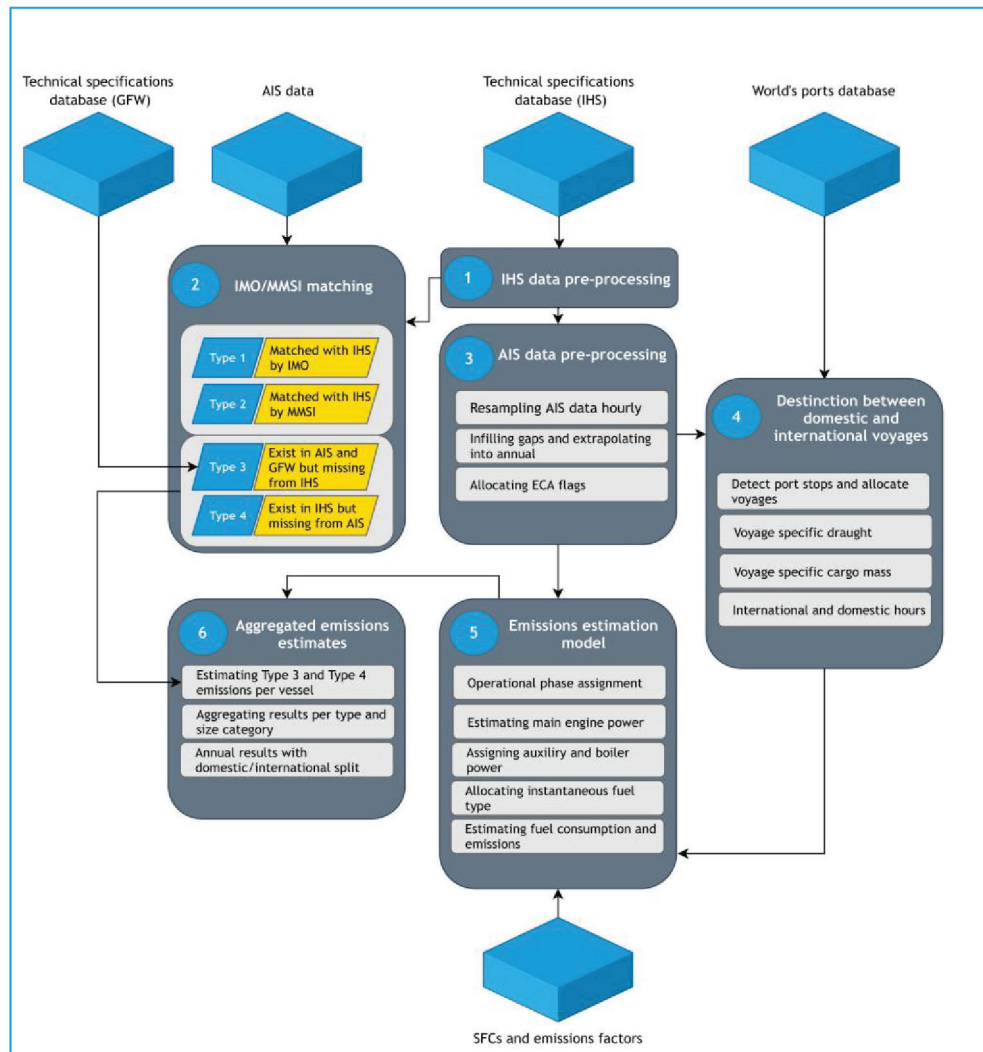 Technical specifications
database (GFW)
AIS data
Technical specifications
database (IHS)
World's ports database
2
IMO/MMSI matching
Type 1
Matched with IHS
by IMO
Type 2
Matched with IHS
by MMSI
Type 3
Exist in AIS and
GFW but missing
from IHS
Type 4
Exist in IHS but
missing from AIS
1
IHS data pre-processing
3
AIS data pre-processing
Resampling AIS data hourly
Infilling gaps and extrapolating
into annual
Allocating ECA flags
4
Destinction between
domestic and
international voyages
Detect port stops and allocate
voyages
Voyage specific draught
Voyage specific cargo mass
International and domestic hours
6
Aggregated emissions
estimates
Estimating Type 3 and Type 4
emissions per vessel
Aggregating results per type and
size category
Annual results with
domestic/international split
5
Emissions estimation
model
Operational phase assignment
Estimating main engine power
Assigning auxiliry and boiler
power
Allocating instantaneous fuel
type
Estimating fuel consumption and
emissions
SFCs and emissions factors